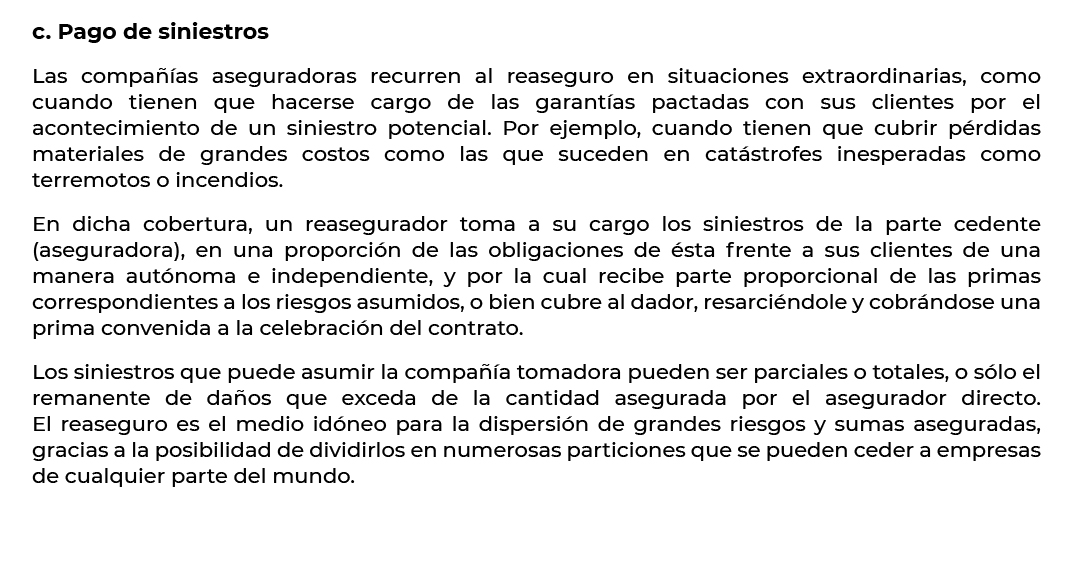 c. Pago de siniestros
Las compañías aseguradoras recurren al reaseguro en situaciones extraordinarias, como
cuando tienen que hacerse cargo de las garantías pactadas con sus clientes por el
acontecimiento de un siniestro potencial. Por ejemplo, cuando tienen que cubrir pérdidas
materiales de grandes costos como las que suceden en catástrofes inesperadas como
terremotos o incendios.
En dicha cobertura, un reasegurador toma a su cargo los siniestros de la parte cedente
(aseguradora), en una proporción de las obligaciones de ésta frente a sus clientes de una
manera autónoma e independiente, y por la cual recibe parte proporcional de las primas
correspondientes a los riesgos asumidos, o bien cubre al dador, resarciéndole y cobrándose una
prima convenida a la celebración del contrato.
Los siniestros que puede asumir la compañía tomadora pueden ser parciales o totales, o sólo el
remanente de daños que exceda de la cantidad asegurada por el asegurador directo.
El reaseguro es el medio idóneo para la dispersión de grandes riesgos y sumas aseguradas,
gracias a la posibilidad de dividirlos en numerosas particiones que se pueden ceder a empresas
de cualquier parte del mundo.